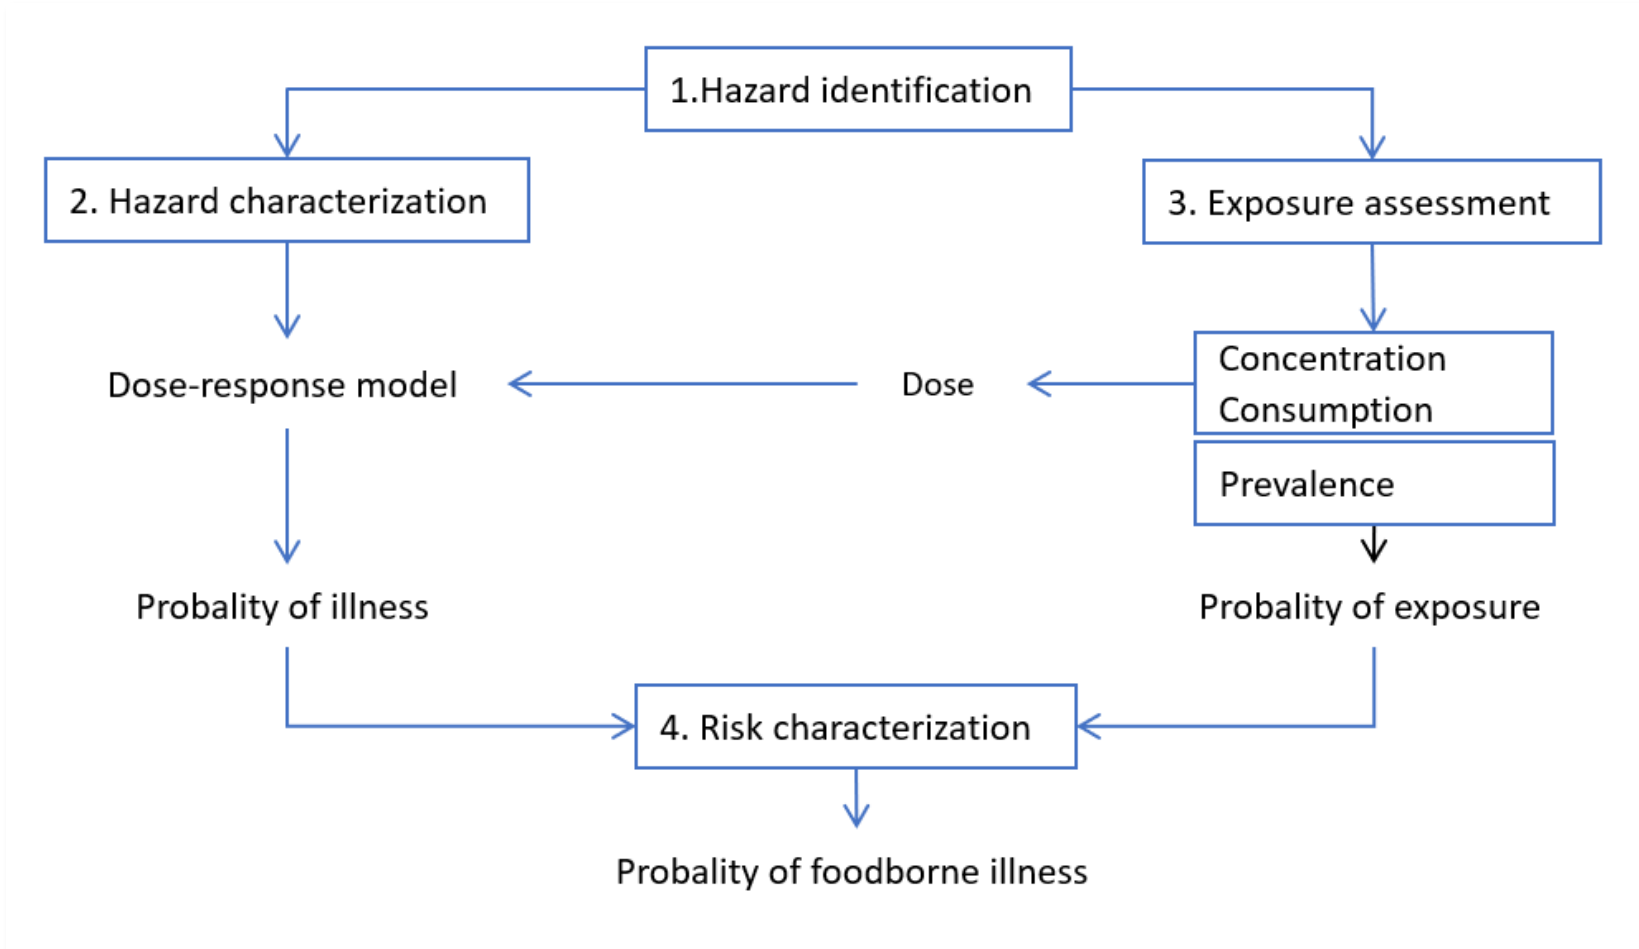 1.Hazard identification
2. Hazard characterization
3. Exposure assessment
Concentration
Consumption
Dose-response model
Dose
Prevalence
Probality of illness
Probality of exposure
4. Risk characterization
Probality of foodborne illness